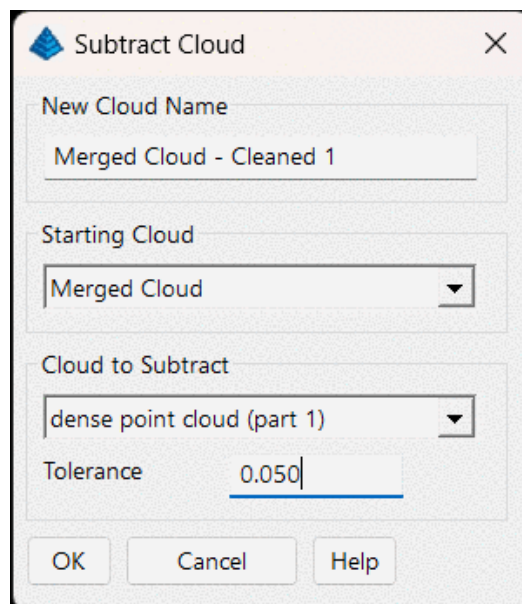 Subtract Cloud
New Cloud Name
Merged Cloud - Cleaned 1
Starting Cloud
Merged Cloud
Cloud to Subtract
dense point cloud (part 1)
Tolerance 0.050
OK Cancel Help